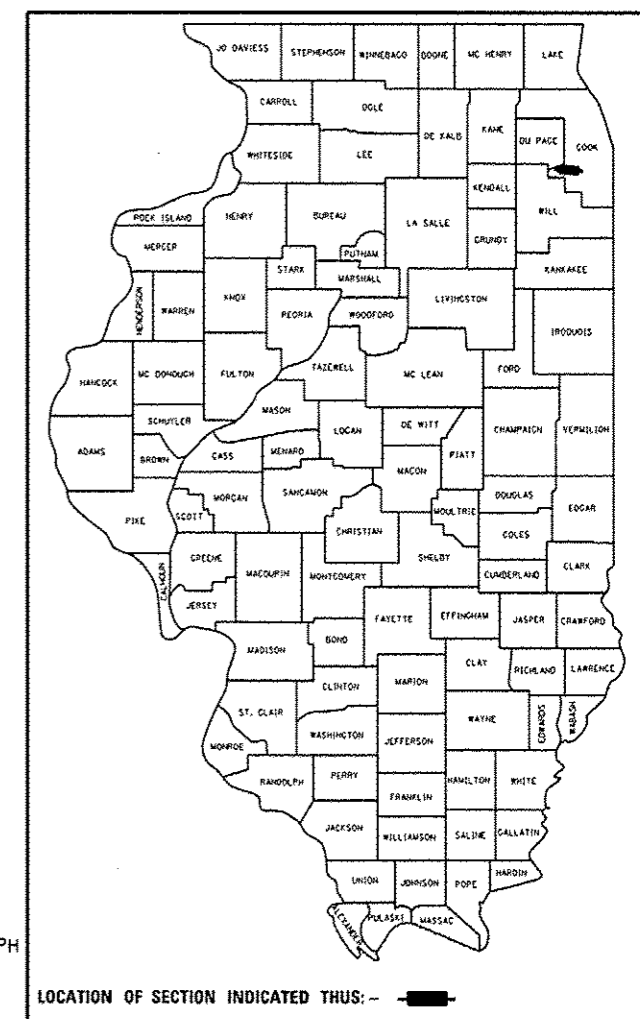 JO DAVIESS STEPHENSON WINNEBAGO BOONE MC HENRY LAKE
CARROLL OGLE DE KALB KANE DU PAGE COOK
WHITESIDE LEE KENDALL WILL
ROCK ISLAND HENRY BUREAU LA SALLE GRUNDY
MERCER PUTNAM KANKAKEE
HENDERSON WARREN KNOX STARK MARSHALL LIVINGSTON
PEORIA WOODFORD IROQUOIS
HANCOCK MC DONOUGH FULTON TAZEWELL MC LEAN FORD
MASON
SCHUYLER LOGAN DE WITT CHAMPAIGN VERMILION
ADAMS BROWN CASS MENARD MACON PIATT
PIKE SCOTT MORGAN SANGAMON MOULTRIE DOUGLAS EDGAR
CHRISTIAN COLES
CALHOUN GREENE MACOUPIN MONTGOMERY SHELBY CUMBERLAND CLARK
JERSEY
MADISON BOND FAYETTE EFFINGHAM JASPER CRAWFORD
CLAY RICHLAND LAWRENCE
ST. CLAIR CLINTON MARION
MONROE WASHINGTON JEFFERSON WAYNE EDWARDS WABASH
RANDOLPH PERRY HAMILTON WHITE
FRANKLIN
JACKSON WILLIAMSON SALINE GALLATIN
UNION JOHNSON POPE HARDIN
ALEXANDER PULASKI MASSAC
PH
LOCATION OF SECTION INDICATED THUS:-